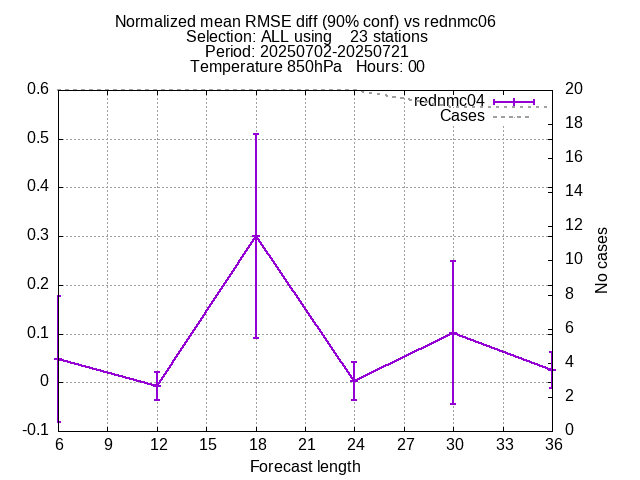 Normalized mean RMSE diff (90% conf) vs rednmc06
Selection: ALL using    23 stations
Period: 20250702-20250721
Temperature 850hPa   Hours: 00
rednmc04
Cases
0.6
0.5
0.4
0.3
0.2
0.1
0
-0.1
20
18
16
14
12
10
8
6
4
2
0
No cases
6 9 12 15 18 21 24 27 30 33 36
Forecast length